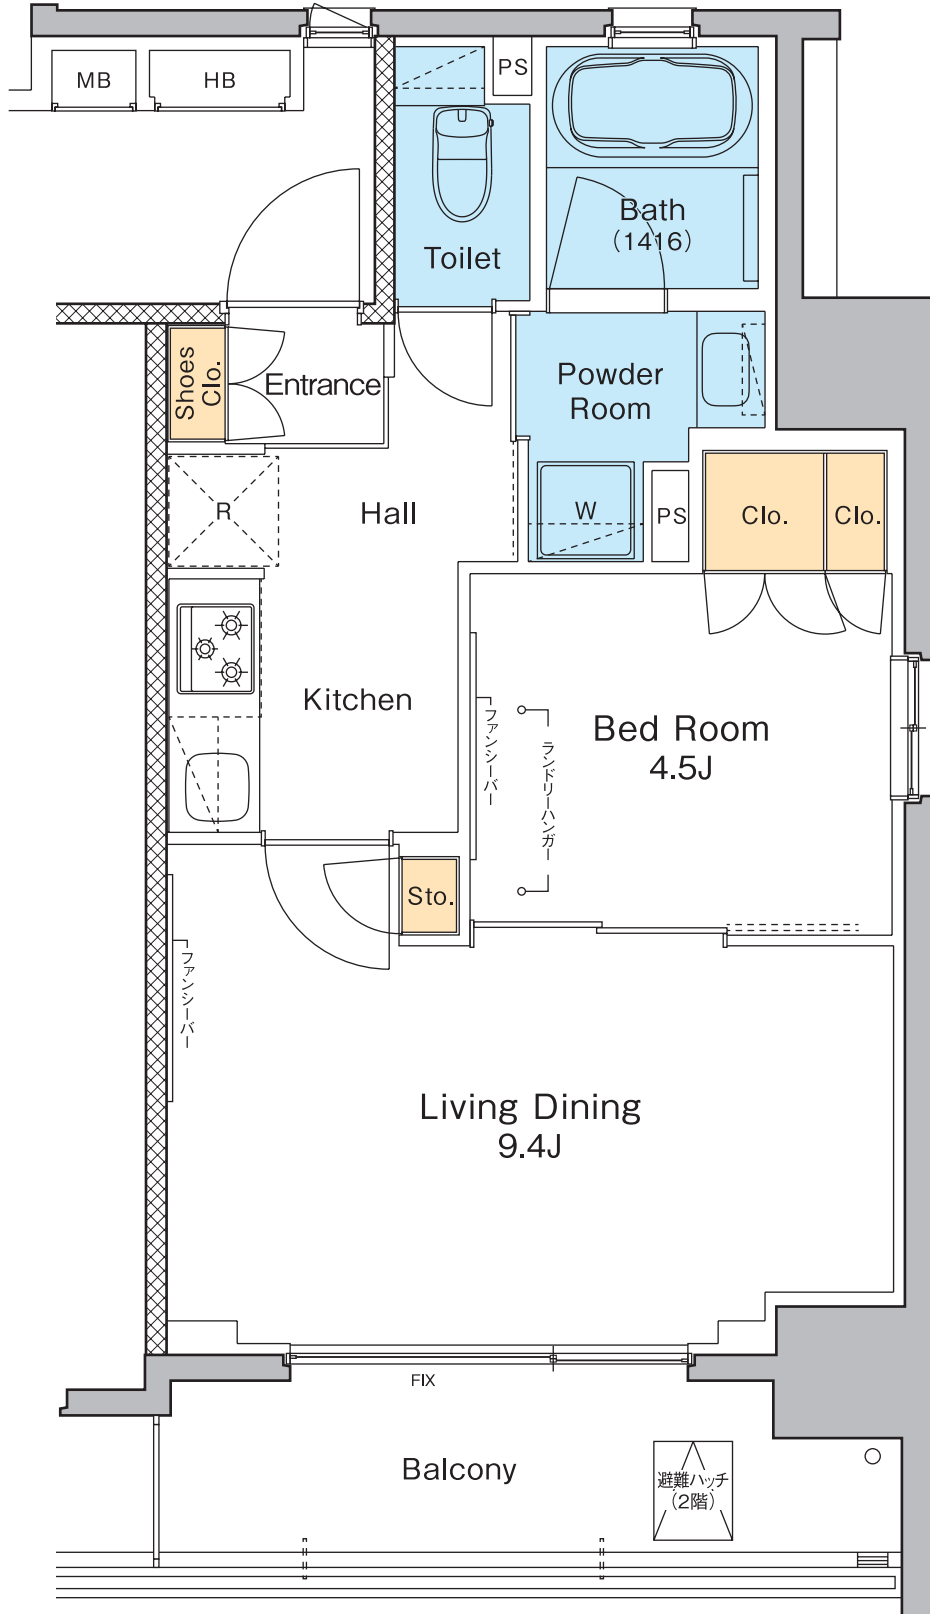 MB
HB
PS
Bath
(1416)
Toilet
Shoes
Clo.
Entrance
Powder
Room
R
Hall
W
PS
Clo.
Clo.
Kitchen
Bed Room
4.5J
ファンシーバー
ランドリーハンガー
Sto.
ファンシーバー
Living Dining
9.4J
FIX
Balcony
避難ハッチ
(2階)